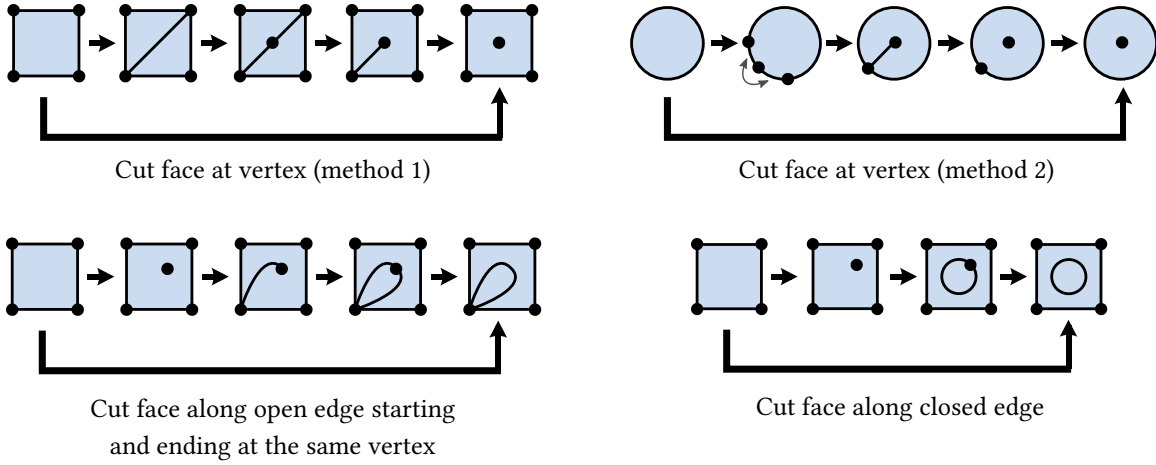 Cut face at vertex (method 1)
Cut face at vertex (method 2)
Cut face along open edge starting
and ending at the same vertex
Cut face along closed edge